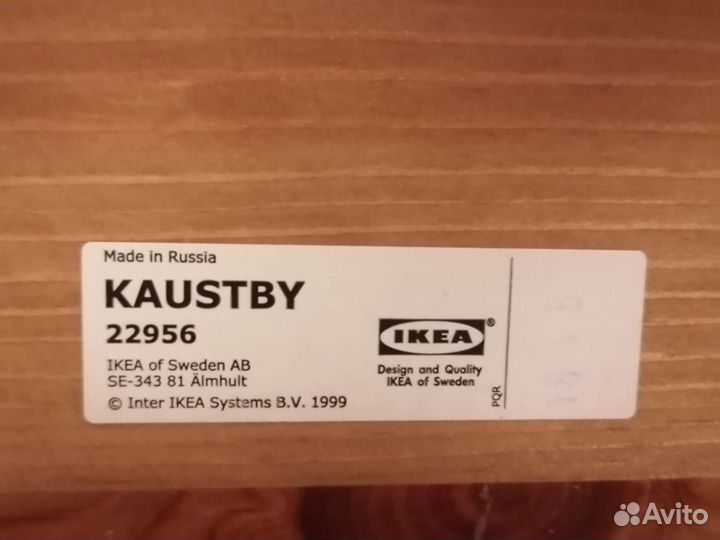 Made in Russia
KAUSTBY
22956
IKEA of Sweden AB
SE-343 81 Älmhult
© Inter IKEA Systems B.V. 1999
IKEA®
Design and Quality
IKEA of Sweden
PQR
Avito